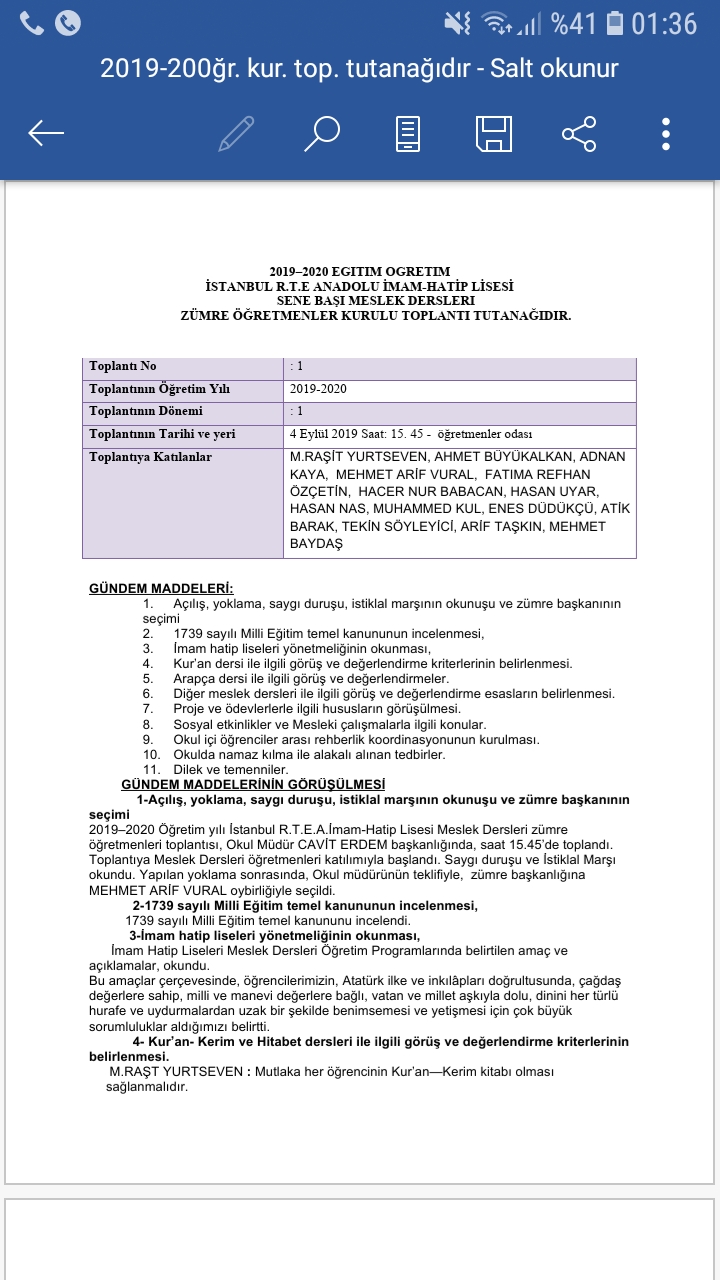 %41 01:36
2019-200ğr. kur. top. tutanağıdır - Salt okunur
2019–2020 EGITIM OGRETIM
İSTANBUL R.T.E ANADOLU İMAM-HATİP LİSESİ
SENE BAŞI MESLEK DERSLERI
ZÜMRE ÖĞRETMENLER KURULU TOPLANTI TUTANAĞIDIR.
Toplantı No : 1
Toplantının Öğretim Yılı 2019-2020
Toplantının Dönemi : 1
Toplantının Tarihi ve yeri 4 Eylül 2019 Saat: 15. 45 - öğretmenler odası
Toplantıya Katılanlar M.RAŞİT YURTSEVEN, AHMET BÜYÜKALKAN, ADNAN
KAYA, MEHMET ARİF VURAL, FATIMA REFHAN
ÖZÇETİN, HACER NUR BABACAN, HASAN UYAR,
HASAN NAS, MUHAMMED KUL, ENES DÜDÜKÇÜ, ATİK
BARAK, TEKİN SÖYLEYİCİ, ARİF TAŞKIN, MEHMET
BAYDAŞ
GÜNDEM MADDELERİ:
1. Açılış, yoklama, saygı duruşu, istiklal marşının okunuşu ve zümre başkanının
seçimi
2. 1739 sayılı Milli Eğitim temel kanununun incelenmesi,
3. İmam hatip liseleri yönetmeliğinin okunması,
4. Kur’an dersi ile ilgili görüş ve değerlendirme kriterlerinin belirlenmesi.
5. Arapça dersi ile ilgili görüş ve değerlendirmeler.
6. Diğer meslek dersleri ile ilgili görüş ve değerlendirme esasların belirlenmesi.
7. Proje ve ödevlerlerle ilgili hususların görüşülmesi.
8. Sosyal etkinlikler ve Mesleki çalışmalarla ilgili konular.
9. Okul içi öğrenciler arası rehberlik koordinasyonunun kurulması.
10. Okulda namaz kılma ile alakalı alınan tedbirler.
11. Dilek ve temenniler.
GÜNDEM MADDELERİNİN GÖRÜŞÜLMESİ
1-Açılış, yoklama, saygı duruşu, istiklal marşının okunuşu ve zümre başkanının
seçimi
2019–2020 Öğretim yılı İstanbul R.T.E.A.İmam-Hatip Lisesi Meslek Dersleri zümre
öğretmenleri toplantısı, Okul Müdür CAVİT ERDEM başkanlığında, saat 15.45’de toplandı.
Toplantıya Meslek Dersleri öğretmenleri katılımıyla başlandı. Saygı duruşu ve İstiklal Marşı
okundu. Yapılan yoklama sonrasında, Okul müdürünün teklifiyle, zümre başkanlığına
MEHMET ARİF VURAL oybirliğiyle seçildi.
2-1739 sayılı Milli Eğitim temel kanununun incelenmesi,
1739 sayılı Milli Eğitim temel kanununu incelendi.
3-İmam hatip liseleri yönetmeliğinin okunması,
İmam Hatip Liseleri Meslek Dersleri Öğretim Programlarında belirtilen amaç ve
açıklamalar, okundu.
Bu amaçlar çerçevesinde, öğrencilerimizin, Atatürk ilke ve inkılâpları doğrultusunda, çağdaş
değerlere sahip, milli ve manevi değerlere bağlı, vatan ve millet aşkıyla dolu, dinini her türlü
hurafe ve uydurmalardan uzak bir şekilde benimsemesi ve yetişmesi için çok büyük
sorumluluklar aldığımızı belirtti.
4- Kur’an- Kerim ve Hitabet dersleri ile ilgili görüş ve değerlendirme kriterlerinin
belirlenmesi.
M.RAŞT YURTSEVEN : Mutlaka her öğrencinin Kur’an—Kerim kitabı olması
sağlanmalıdır.